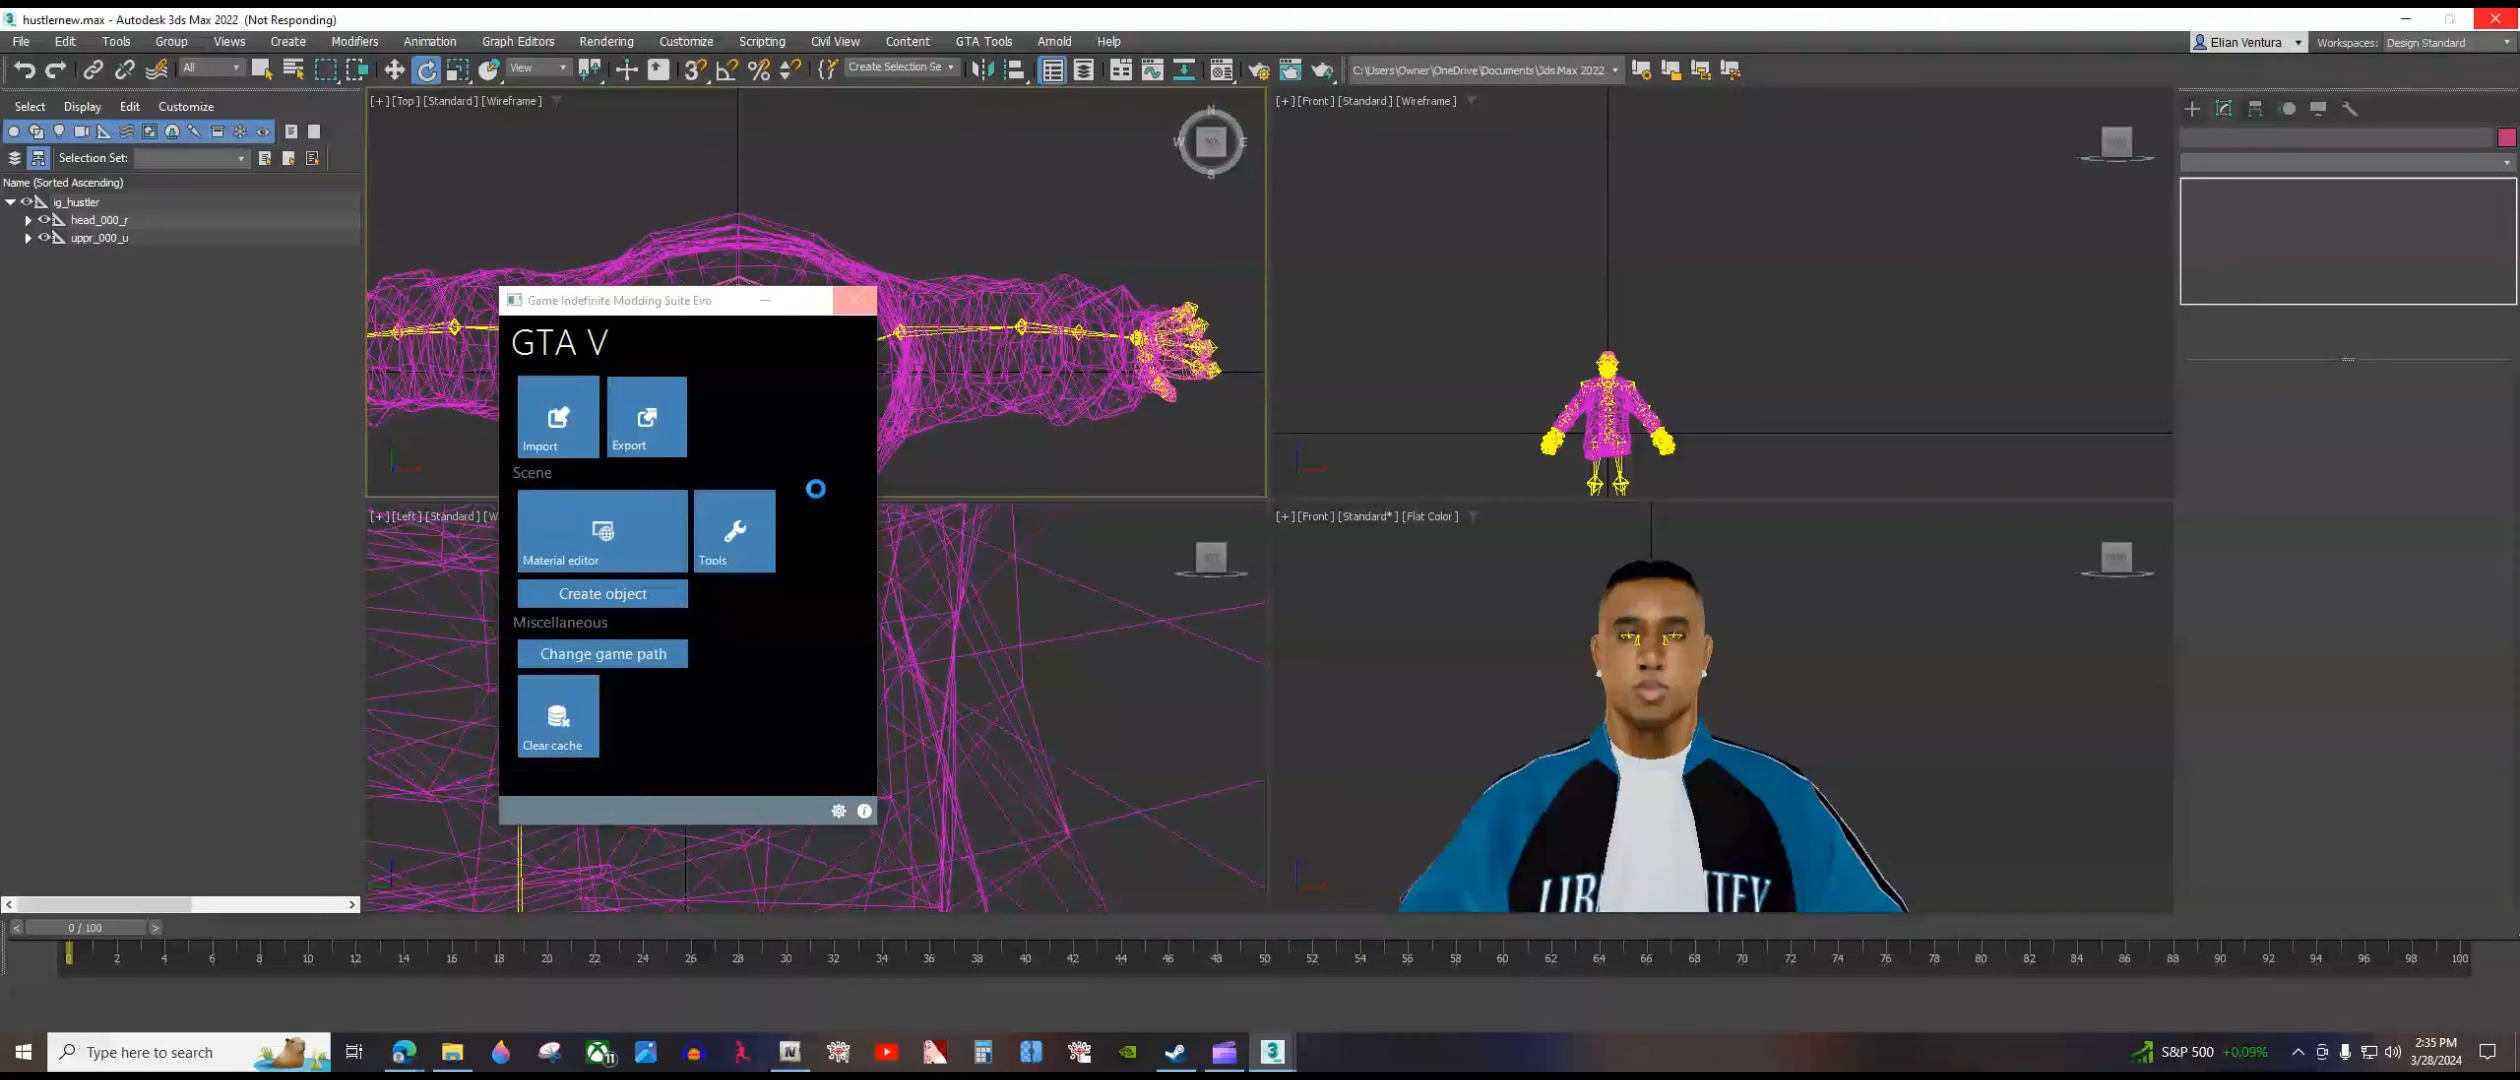 hustlernew.max - Autodesk 3ds Max 2022 (Not Responding)
File Edit Tools Group Views Create Modifiers Animation Graph Editors Rendering Customize Scripting Civil View Content GTA Tools Arnold Help
Elian Ventura Workspaces: Design Standard
All View Create Selection Se C:\Users\Owner\OneDrive\Documents\3ds Max 2022
Select Display Edit Customize
Selection Set:
Name (Sorted Ascending)
ig_hustler
head_000_r
uppr_000_u
[+] [Top] [Standard] [Wireframe]
N
W E
S
[+] [Front] [Standard] [Wireframe]
Game Indefinite Modding Suite Evo
GTA V
Import Export
Scene
Material editor Tools
Create object
Miscellaneous
Change game path
Clear cache
[+] [Left] [Standard] [W
[+] [Front] [Standard*] [Flat Color]
0 / 100
0 2 4 6 8 10 12 14 16 18 20 22 24 26 28 30 32 34 36 38 40 42 44 46 48 50 52 54 56 58 60 62 64 66 68 70 72 74 76 78 80 82 84 86 88 90 92 94 96 98 100
Type here to search
11
3
S&P 500 +0.09%
2:35 PM
3/28/2024